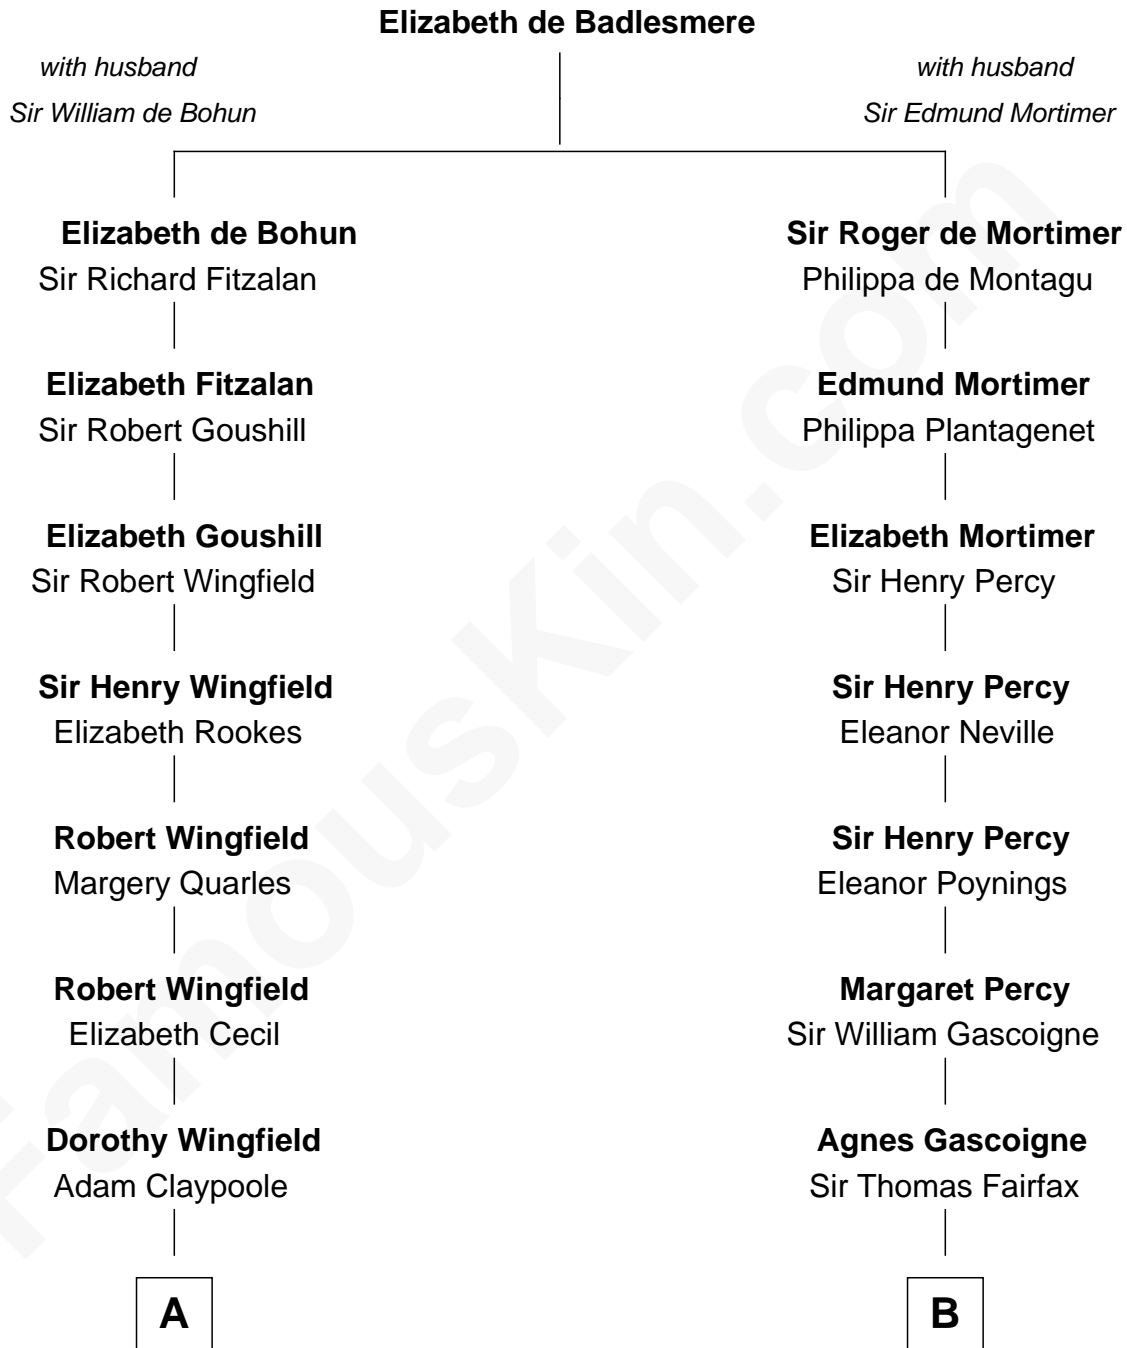 Elizabeth de Badlesmere
with husband
Sir William de Bohun
with husband
Sir Edmund Mortimer
Elizabeth de Bohun
Sir Richard Fitzalan
Sir Roger de Mortimer
Philippa de Montagu
Elizabeth Fitzalan
Sir Robert Goushill
Edmund Mortimer
Philippa Plantagenet
Elizabeth Goushill
Sir Robert Wingfield
Elizabeth Mortimer
Sir Henry Percy
Sir Henry Wingfield
Elizabeth Rookes
Sir Henry Percy
Eleanor Neville
Robert Wingfield
Margery Quarles
Sir Henry Percy
Eleanor Poynings
Robert Wingfield
Elizabeth Cecil
Margaret Percy
Sir William Gascoigne
Dorothy Wingfield
Adam Claypoole
Agnes Gascoigne
Sir Thomas Fairfax
A
B
FamousKin.com